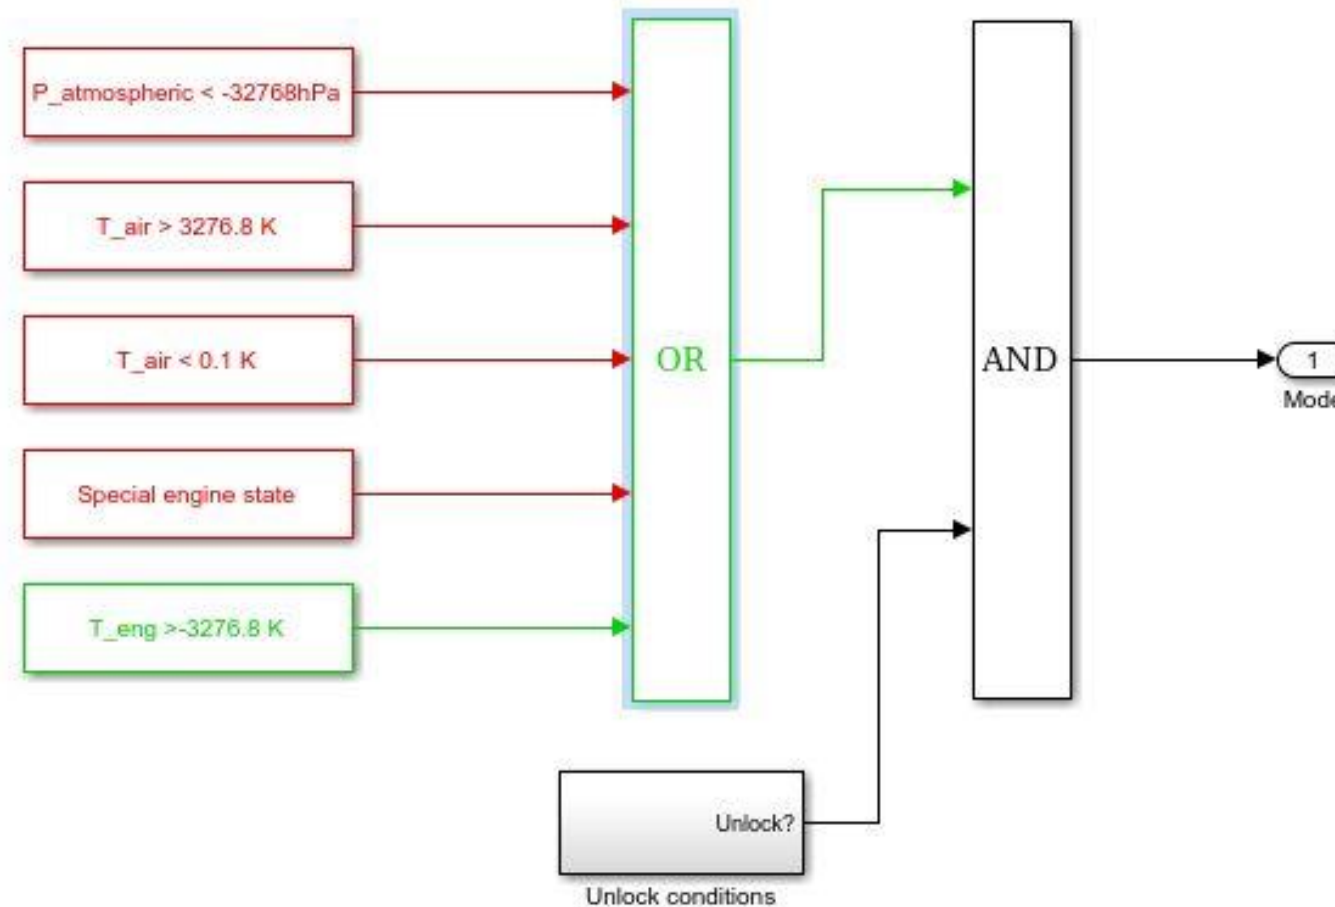 P_atmospheric < -32768hPa
T_air > 3276.8 K
T_air < 0.1 K
OR
AND
1
Mode
Special engine state
T_eng >-3276.8 K
Unlock?
Unlock conditions